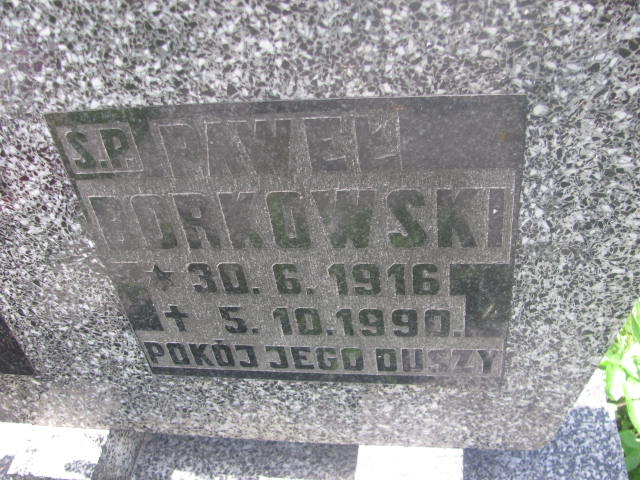 Ś.P. PAWEŁ
BORKOWSKI
* 30. 6. 1916
† 5. 10. 1990.
POKÓJ JEGO DUSZY